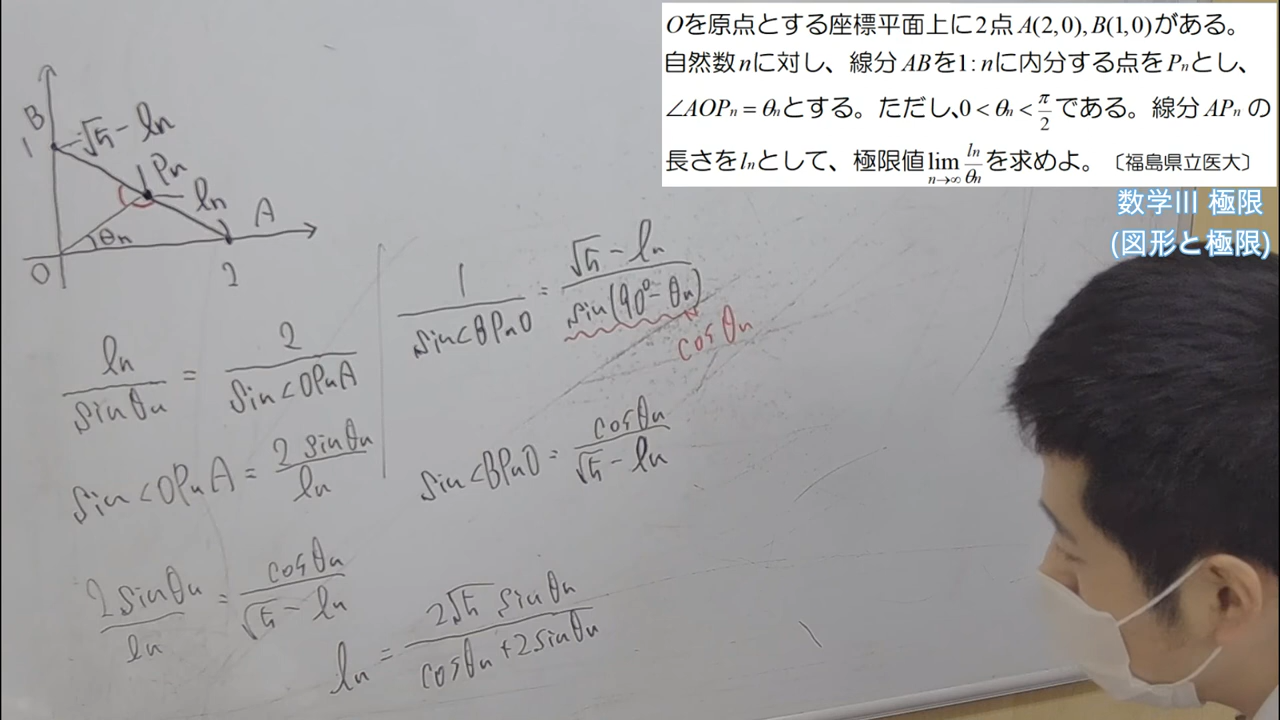 Oを原点とする座標平面上に2点A(2,0),B(1,0)がある。
自然数nに対し、線分ABを1:nに内分する点をPnとし、
∠AOPn=θnとする。ただし、0<θn<π/2である。線分APnの
長さをlnとして、極限値lim n→∞ ln/θnを求めよ。〔福島県立医大〕
数学III 極限
(図形と極限)
B
1
√5-ln
Pn
ln
A
θn
O
2
ln/sinθn = 2/sin∠OPnA
sin∠OPnA = 2sinθn/ln
1/sin∠BPnO = √5-ln/sin(90°-θn)
cosθn
sin∠BPnO = cosθn/√5-ln
2sinθn/ln = cosθn/√5-ln
ln = 2√5 sinθn/cosθn+2sinθn